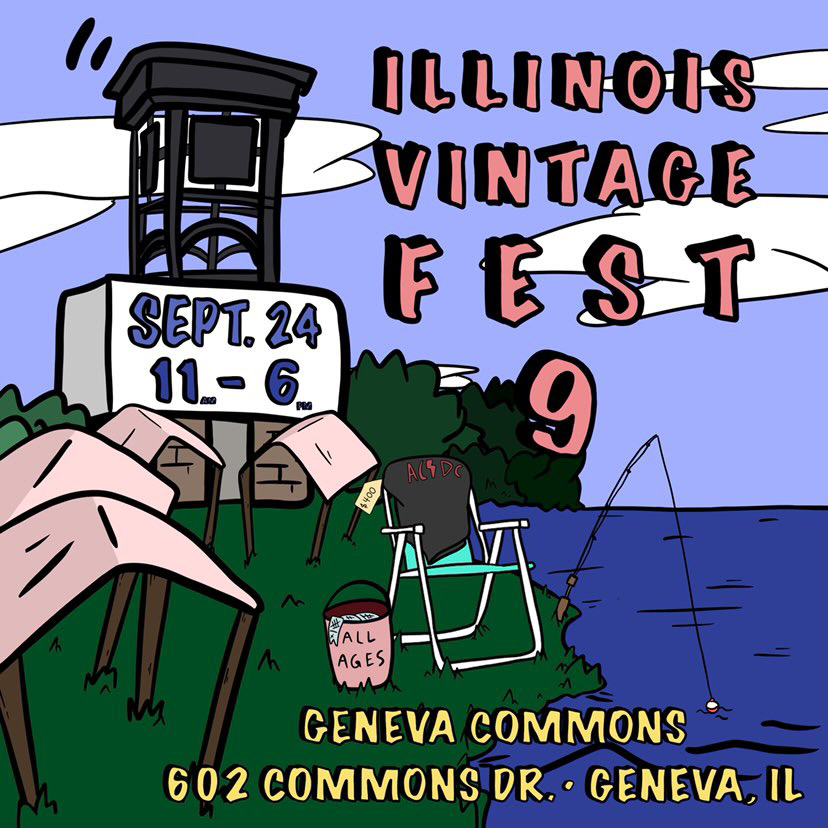 ILLINOIS
VINTAGE
FEST
9
SEPT. 24
11AM - 6PM
AC⚡DC
$400
ALL
AGES
GENEVA COMMONS
602 COMMONS DR. • GENEVA, IL